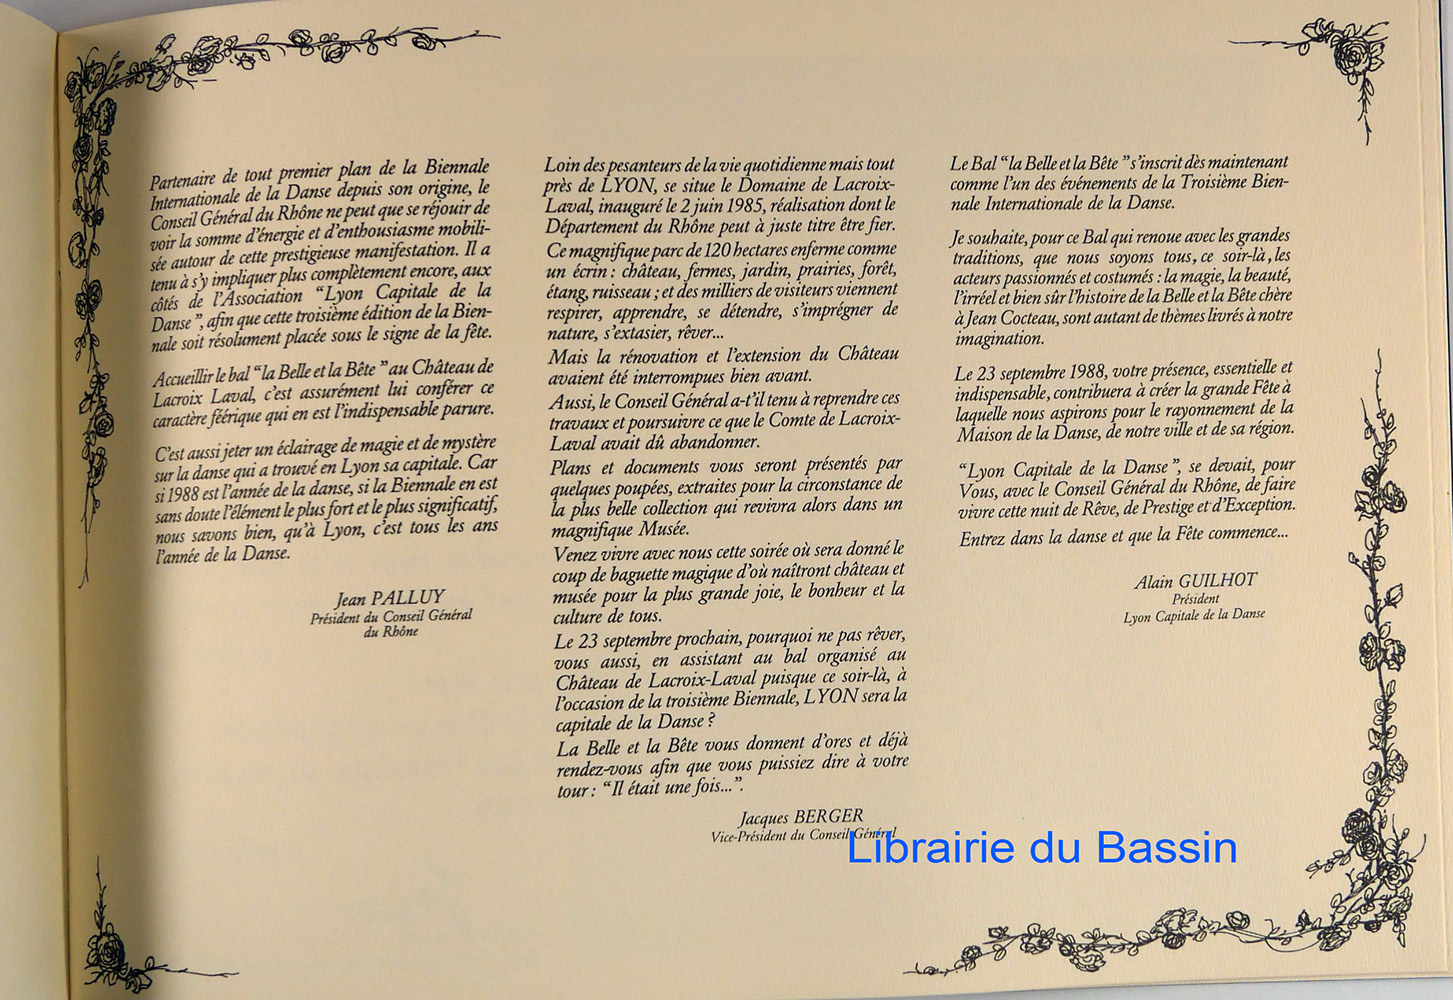 Partenaire de tout premier plan de la Biennale
Internationale de la Danse depuis son origine, le
Conseil Général du Rhône ne peut que se réjouir de
voir la somme d'énergie et d'enthousiasme mobili-
sée autour de cette prestigieuse manifestation. Il a
tenu à s'y impliquer plus complètement encore, aux
côtés de l'Association “Lyon Capitale de la
Danse”, afin que cette troisième édition de la Bien-
nale soit résolument placée sous le signe de la fête.
Accueillir le bal “la Belle et la Bête” au Château de
Lacroix Laval, c'est assurément lui conférer ce
caractère féérique qui en est l'indispensable parure.
C'est aussi jeter un éclairage de magie et de mystère
sur la danse qui a trouvé en Lyon sa capitale. Car
si 1988 est l'année de la danse, si la Biennale en est
sans doute l'élément le plus fort et le plus significatif,
nous savons bien, qu'à Lyon, c'est tous les ans
l'année de la Danse.
Jean PALLUY
Président du Conseil Général
du Rhône
Loin des pesanteurs de la vie quotidienne mais tout
près de LYON, se situe le Domaine de Lacroix-
Laval, inauguré le 2 juin 1985, réalisation dont le
Département du Rhône peut à juste titre être fier.
Ce magnifique parc de 120 hectares enferme comme
un écrin : château, fermes, jardin, prairies, forêt,
étang, ruisseau ; et des milliers de visiteurs viennent
respirer, apprendre, se détendre, s'imprégner de
nature, s'extasier, rêver...
Mais la rénovation et l'extension du Château
avaient été interrompues bien avant.
Aussi, le Conseil Général a-t'il tenu à reprendre ces
travaux et poursuivre ce que le Comte de Lacroix-
Laval avait dû abandonner.
Plans et documents vous seront présentés par
quelques poupées, extraites pour la circonstance de
la plus belle collection qui revivra alors dans un
magnifique Musée.
Venez vivre avec nous cette soirée où sera donné le
coup de baguette magique d'où naîtront château et
musée pour la plus grande joie, le bonheur et la
culture de tous.
Le 23 septembre prochain, pourquoi ne pas rêver,
vous aussi, en assistant au bal organisé au
Château de Lacroix-Laval puisque ce soir-là, à
l'occasion de la troisième Biennale, LYON sera la
capitale de la Danse ?
La Belle et la Bête vous donnent d'ores et déjà
rendez-vous afin que vous puissiez dire à votre
tour : “Il était une fois...”.
Jacques BERGER
Vice-Président du Conseil Général
Le Bal “la Belle et la Bête” s'inscrit dès maintenant
comme l'un des événements de la Troisième Bien-
nale Internationale de la Danse.
Je souhaite, pour ce Bal qui renoue avec les grandes
traditions, que nous soyons tous, ce soir-là, les
acteurs passionnés et costumés : la magie, la beauté,
l'irréel et bien sûr l'histoire de la Belle et la Bête chère
à Jean Cocteau, sont autant de thèmes livrés à notre
imagination.
Le 23 septembre 1988, votre présence, essentielle et
indispensable, contribuera à créer la grande Fête à
laquelle nous aspirons pour le rayonnement de la
Maison de la Danse, de notre ville et de sa région.
“Lyon Capitale de la Danse”, se devait, pour
Vous, avec le Conseil Général du Rhône, de faire
vivre cette nuit de Rêve, de Prestige et d'Exception.
Entrez dans la danse et que la Fête commence...
Alain GUILHOT
Président
Lyon Capitale de la Danse
Librairie du Bassin